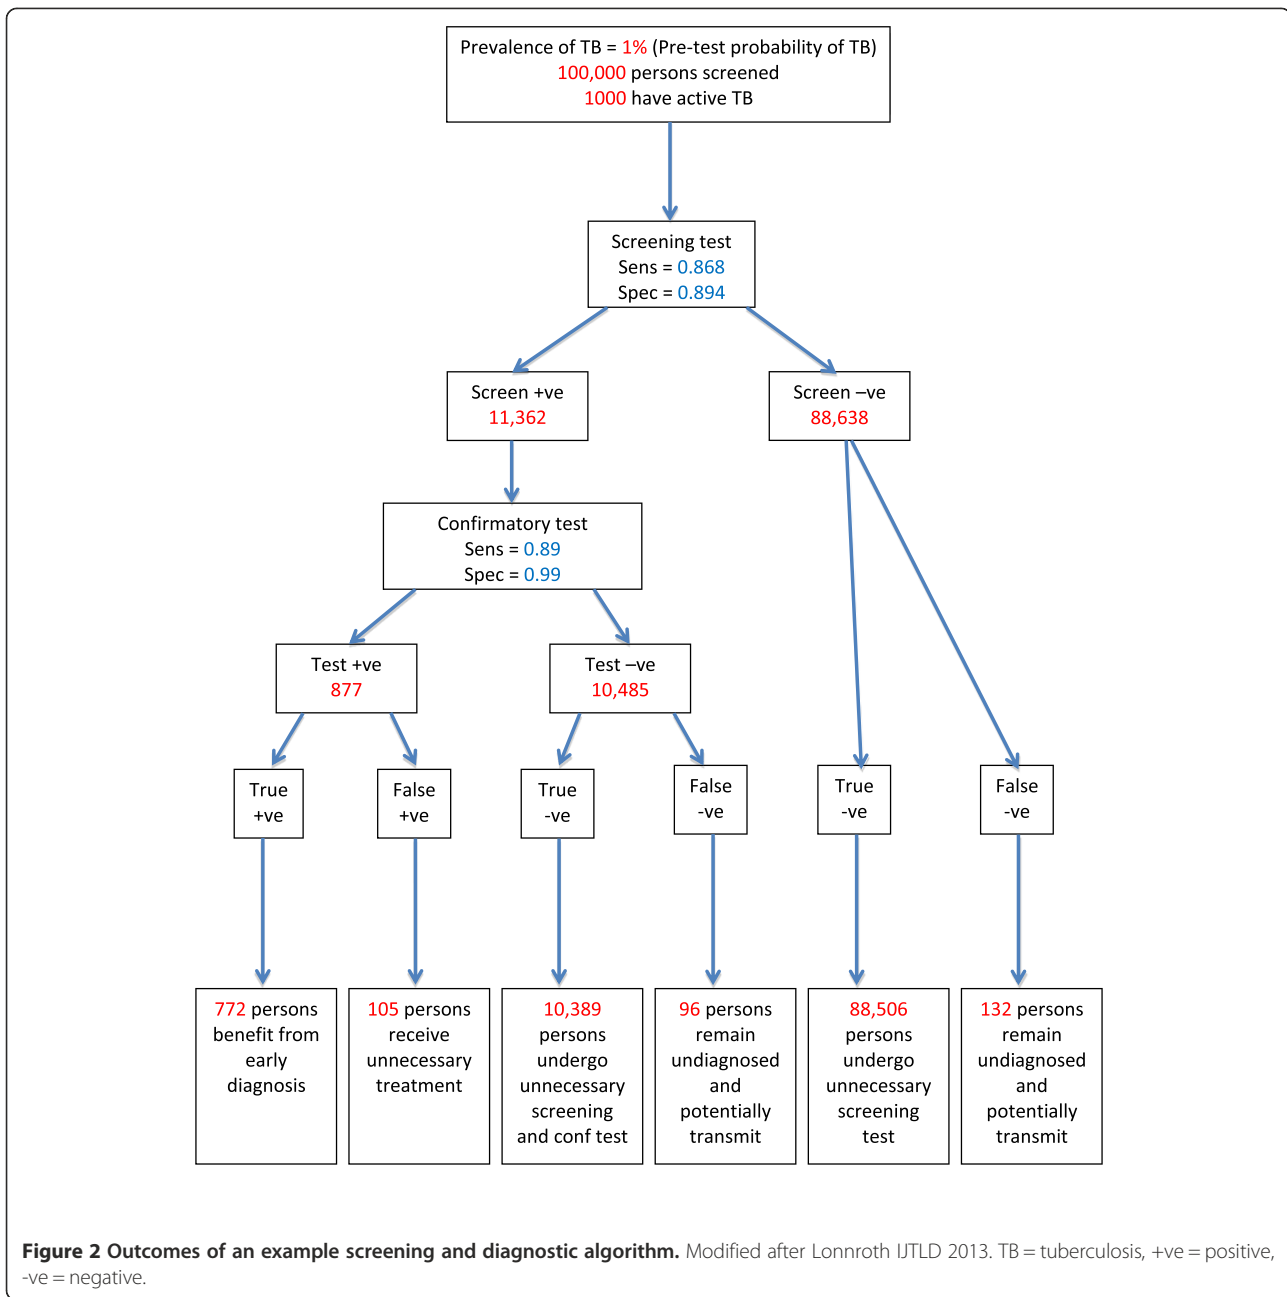 Prevalence of TB = 1% (Pre-test probability of TB)
100,000 persons screened
1000 have active TB
Screening test
Sens = 0.868
Spec = 0.894
Screen +ve
11,362
Screen –ve
88,638
Confirmatory test
Sens = 0.89
Spec = 0.99
Test +ve
877
Test –ve
10,485
True
+ve
False
+ve
True
-ve
False
-ve
True
-ve
False
-ve
772 persons
benefit from
early
diagnosis
105 persons
receive
unnecessary
treatment
10,389
persons
undergo
unnecessary
screening
and conf test
96 persons
remain
undiagnosed
and
potentially
transmit
88,506
persons
undergo
unnecessary
screening
test
132 persons
remain
undiagnosed
and
potentially
transmit
Figure 2 Outcomes of an example screening and diagnostic algorithm. Modified after Lonnroth IJTLD 2013. TB = tuberculosis, +ve = positive,
-ve = negative.